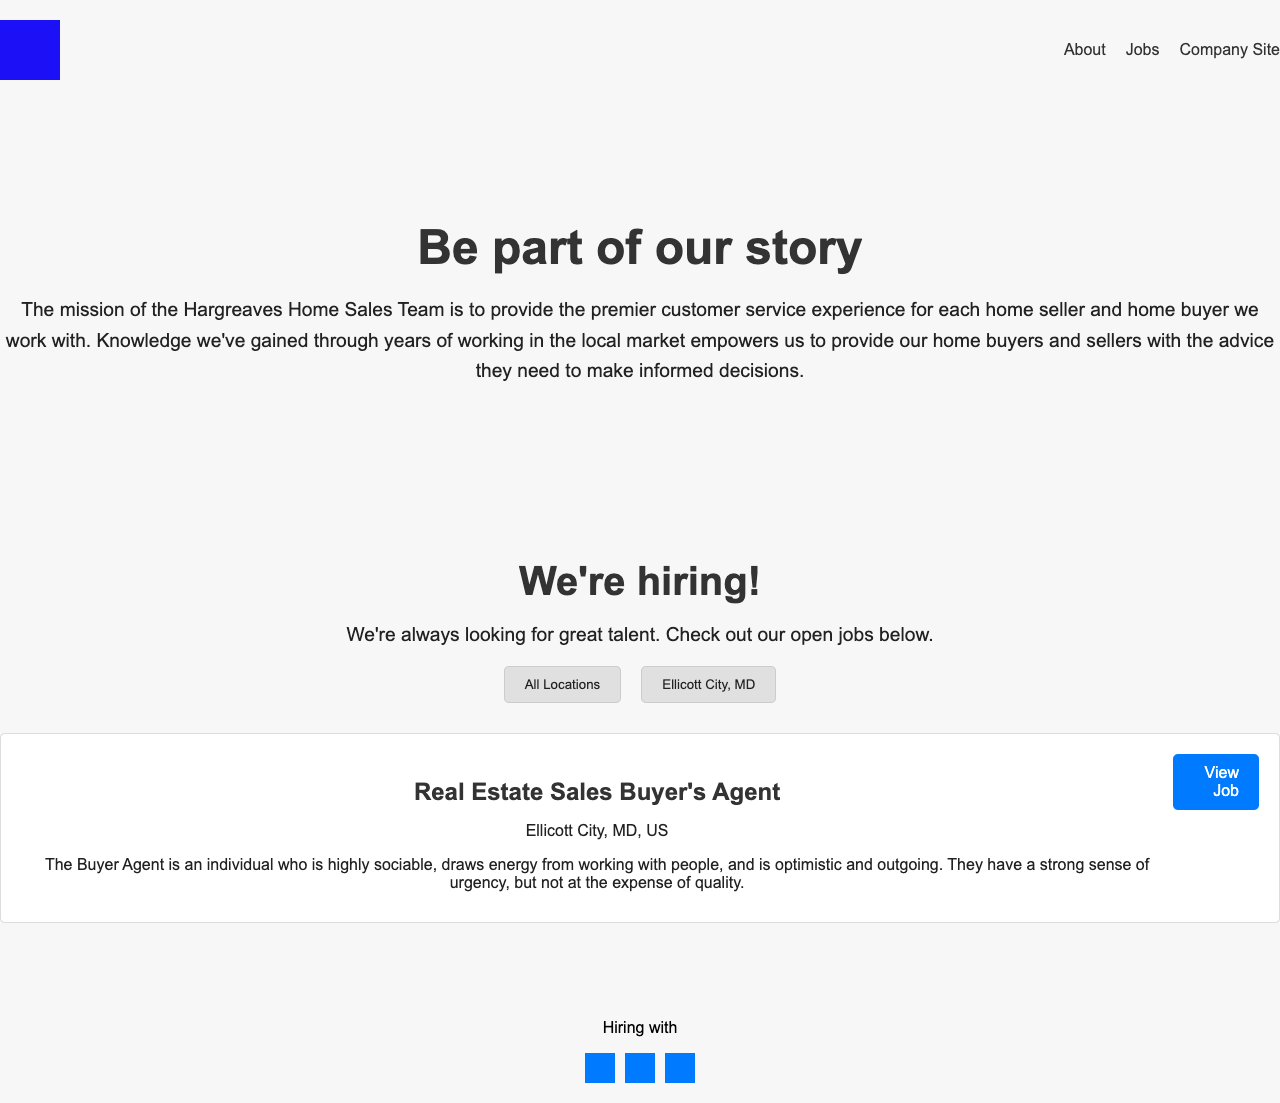 About Jobs Company Site
Be part of our story
The mission of the Hargreaves Home Sales Team is to provide the premier customer service experience for each home seller and home buyer we
work with. Knowledge we've gained through years of working in the local market empowers us to provide our home buyers and sellers with the advice
they need to make informed decisions.
We're hiring!
We're always looking for great talent. Check out our open jobs below.
All Locations Ellicott City, MD
Real Estate Sales Buyer's Agent
Ellicott City, MD, US
The Buyer Agent is an individual who is highly sociable, draws energy from working with people, and is optimistic and outgoing. They have a strong sense of
urgency, but not at the expense of quality.
View
Job
Hiring with